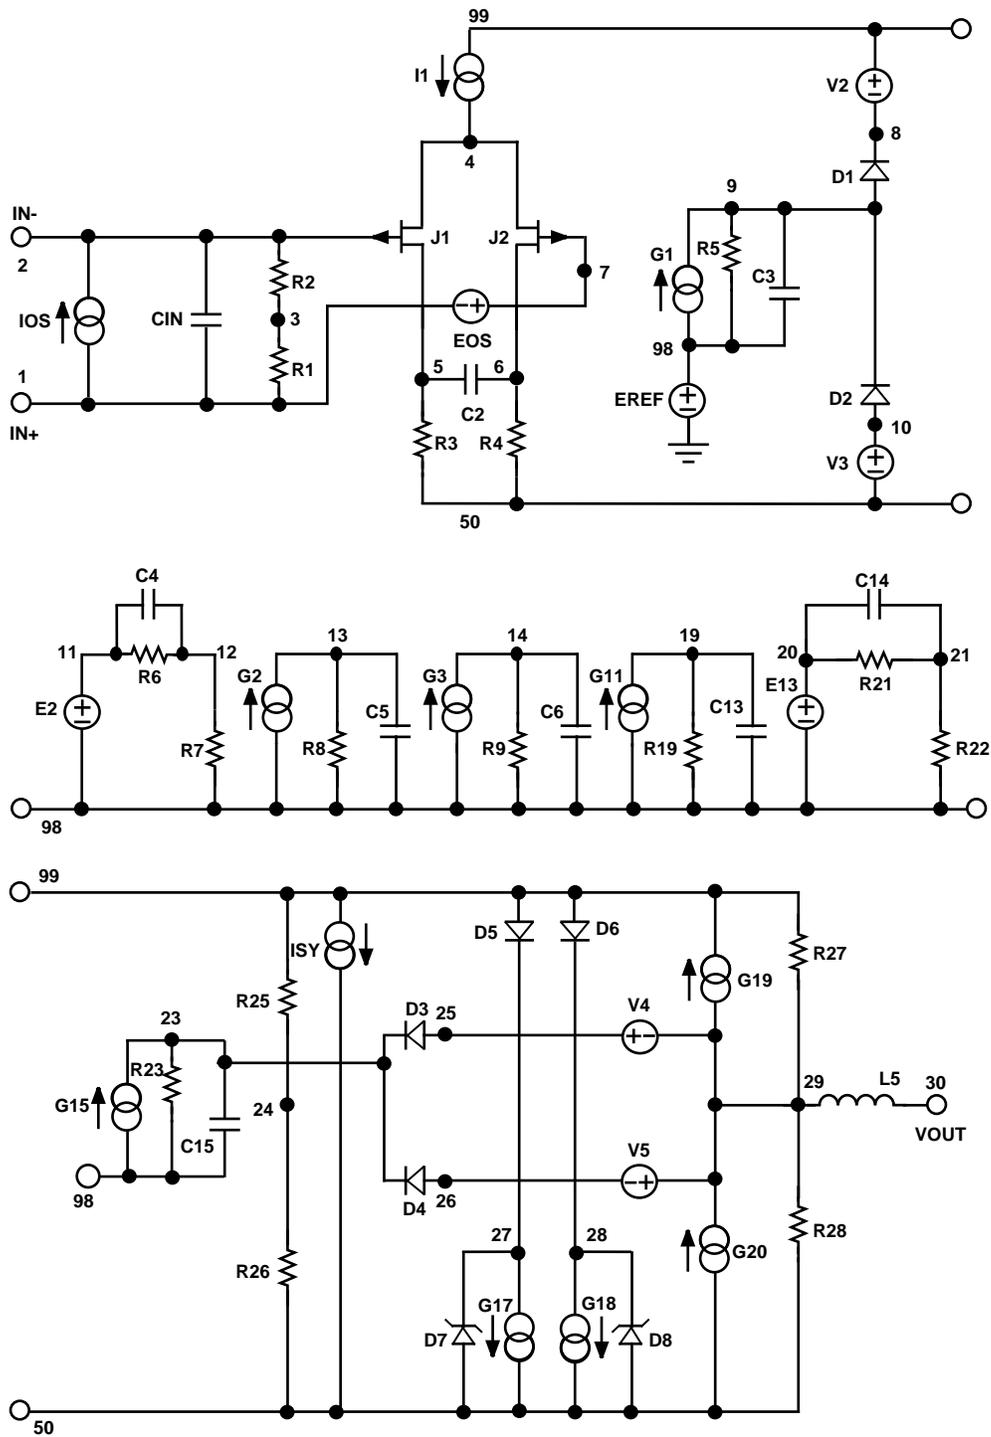 99
I1
V2
8
4
D1
9
IN-
2
J1
J2
7
R2
G1
R5
C3
IOS
CIN
3
EOS
98
1
R1
5
6
EREF
D2
IN+
C2
10
R3
R4
V3
50
C4
C14
11
12
13
14
19
20
21
R6
G2
G3
G11
E13
R21
E2
C5
C6
C13
R7
R8
R9
R19
R22
98
99
D5
D6
ISY
R27
G19
R25
D3
25
V4
23
R23
G15
24
29
L5
30
C15
VOUT
V5
98
D4
26
27
28
R28
R26
G20
G17
G18
D7
D8
50